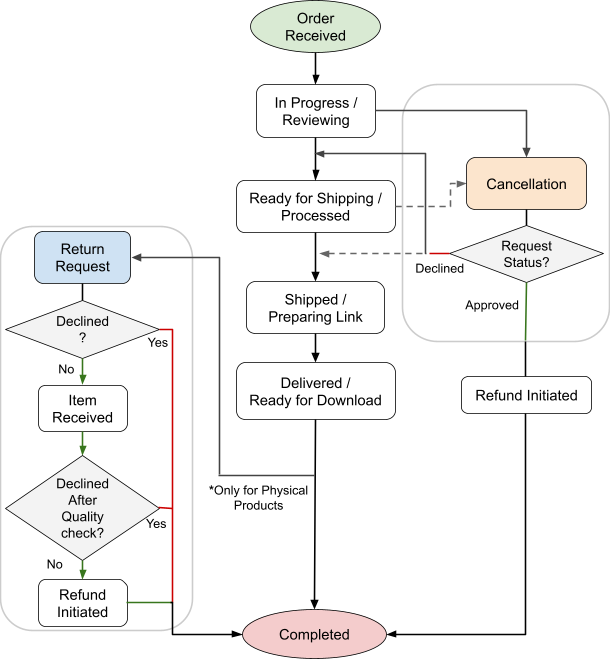 Order
Received
In Progress /
Reviewing
Cancellation
Ready for Shipping /
Processed
Request
Status?
Declined
Approved
Return
Request
Shipped /
Preparing Link
Declined
?
Yes
No
Delivered /
Ready for Download
Refund Initiated
Item
Received
*Only for Physical
Products
Declined
After
Quality
check?
Yes
No
Refund
Initiated
Completed